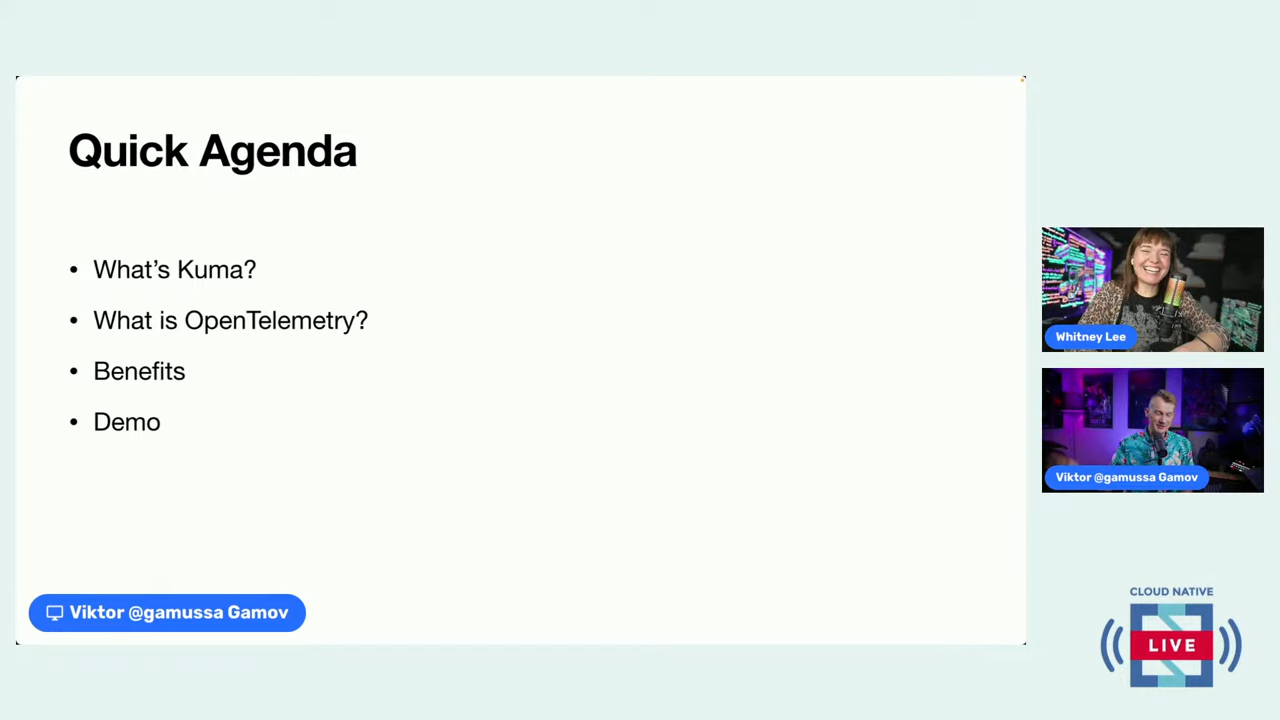 Quick Agenda
• What’s Kuma?
• What is OpenTelemetry?
• Benefits
• Demo
Viktor @gamussa Gamov
Whitney Lee
Viktor @gamussa Gamov
CLOUD NATIVE
LIVE